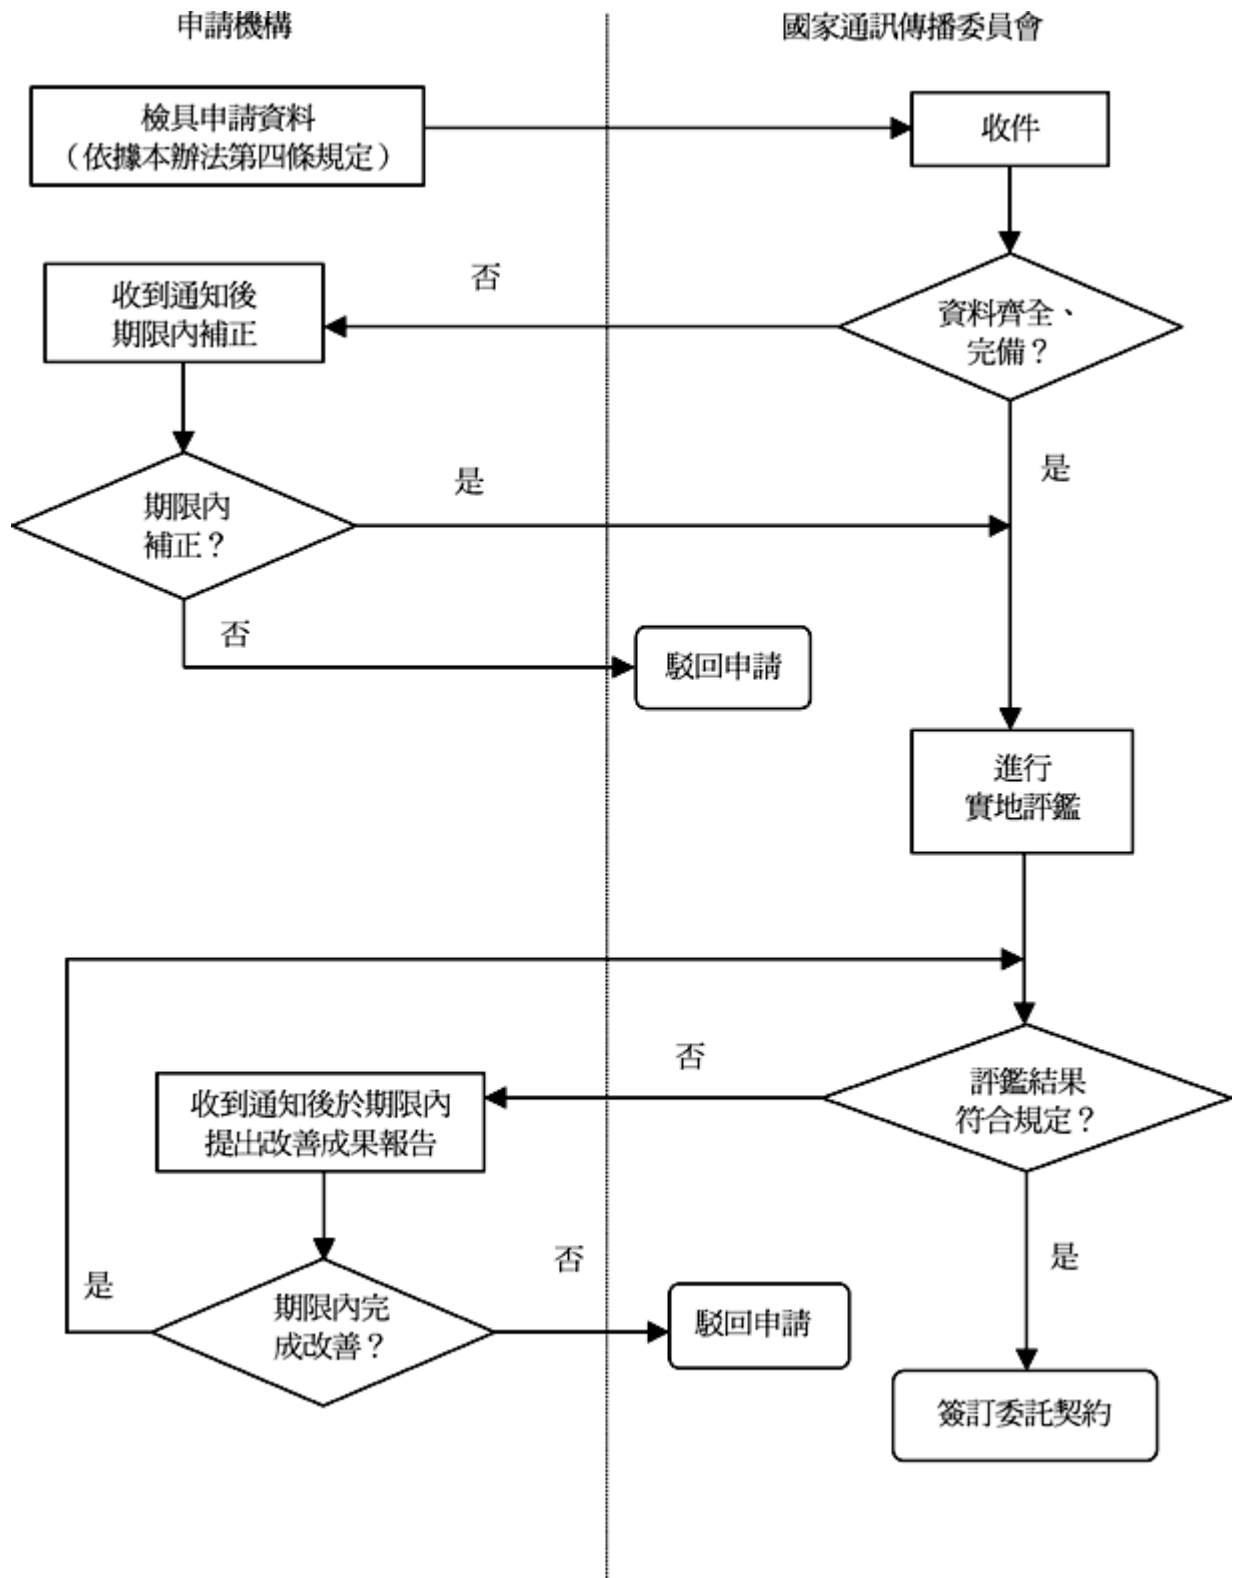 申請機構
國家通訊傳播委員會
檢具申請資料
（依據本辦法第四條規定）
收件
否
收到通知後
期限內補正
資料齊全、
完備？
是
是
期限內
補正？
否
駁回申請
進行
實地評鑑
否
評鑑結果
符合規定？
收到通知後於期限內
提出改善成果報告
是
否
是
期限內完
成改善？
駁回申請
簽訂委託契約